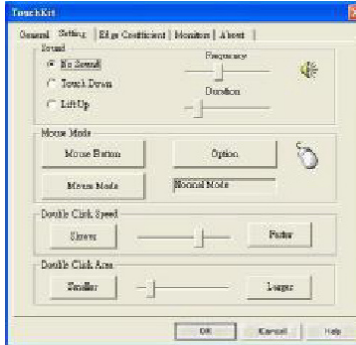 TouchKit
General Setting Edge Coefficient Monitors About
Sound
No Sound
Touch Down
Lift Up
Frequency
Duration
Mouse Mode
Mouse Button
Option
Mouse Mode
Normal Mode
Double Click Speed
Slower
Faster
Double Click Area
Smaller
Larger
OK
Cancel
Help